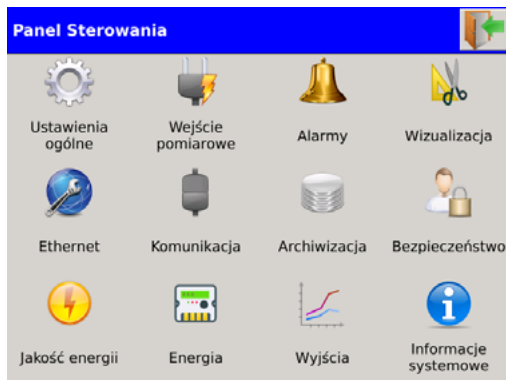 Panel Sterowania
Ustawienia
ogólne
Wejście
pomiarowe
Alarmy
Wizualizacja
Ethernet
Komunikacja
Archiwizacja
Bezpieczeństwo
Jakość energii
Energia
Wyjścia
Informacje
systemowe